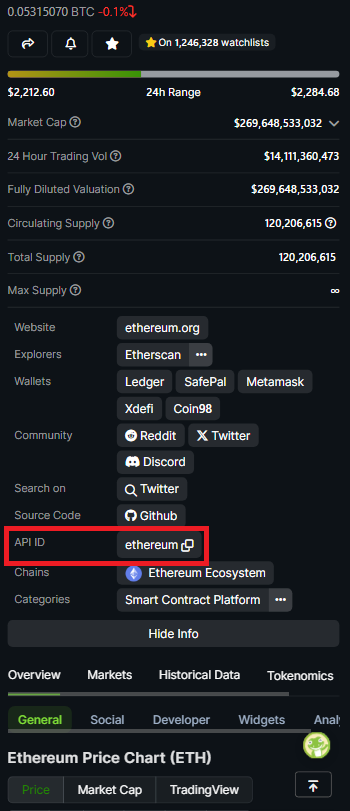 0.05315070 BTC -0.1%
On 1,246,328 watchlists
$2,212.60 24h Range $2,284.68
Market Cap $269,648,533,032
24 Hour Trading Vol $14,111,360,473
Fully Diluted Valuation $269,648,533,032
Circulating Supply 120,206,615
Total Supply 120,206,615
Max Supply ∞
Website ethereum.org
Explorers Etherscan •••
Wallets Ledger SafePal Metamask
Xdefi Coin98
Community Reddit Twitter
Discord
Search on Twitter
Source Code Github
API ID ethereum
Chains Ethereum Ecosystem
Categories Smart Contract Platform •••
Hide Info
Overview Markets Historical Data Tokenomics
General Social Developer Widgets Analy
Ethereum Price Chart (ETH)
Price Market Cap TradingView